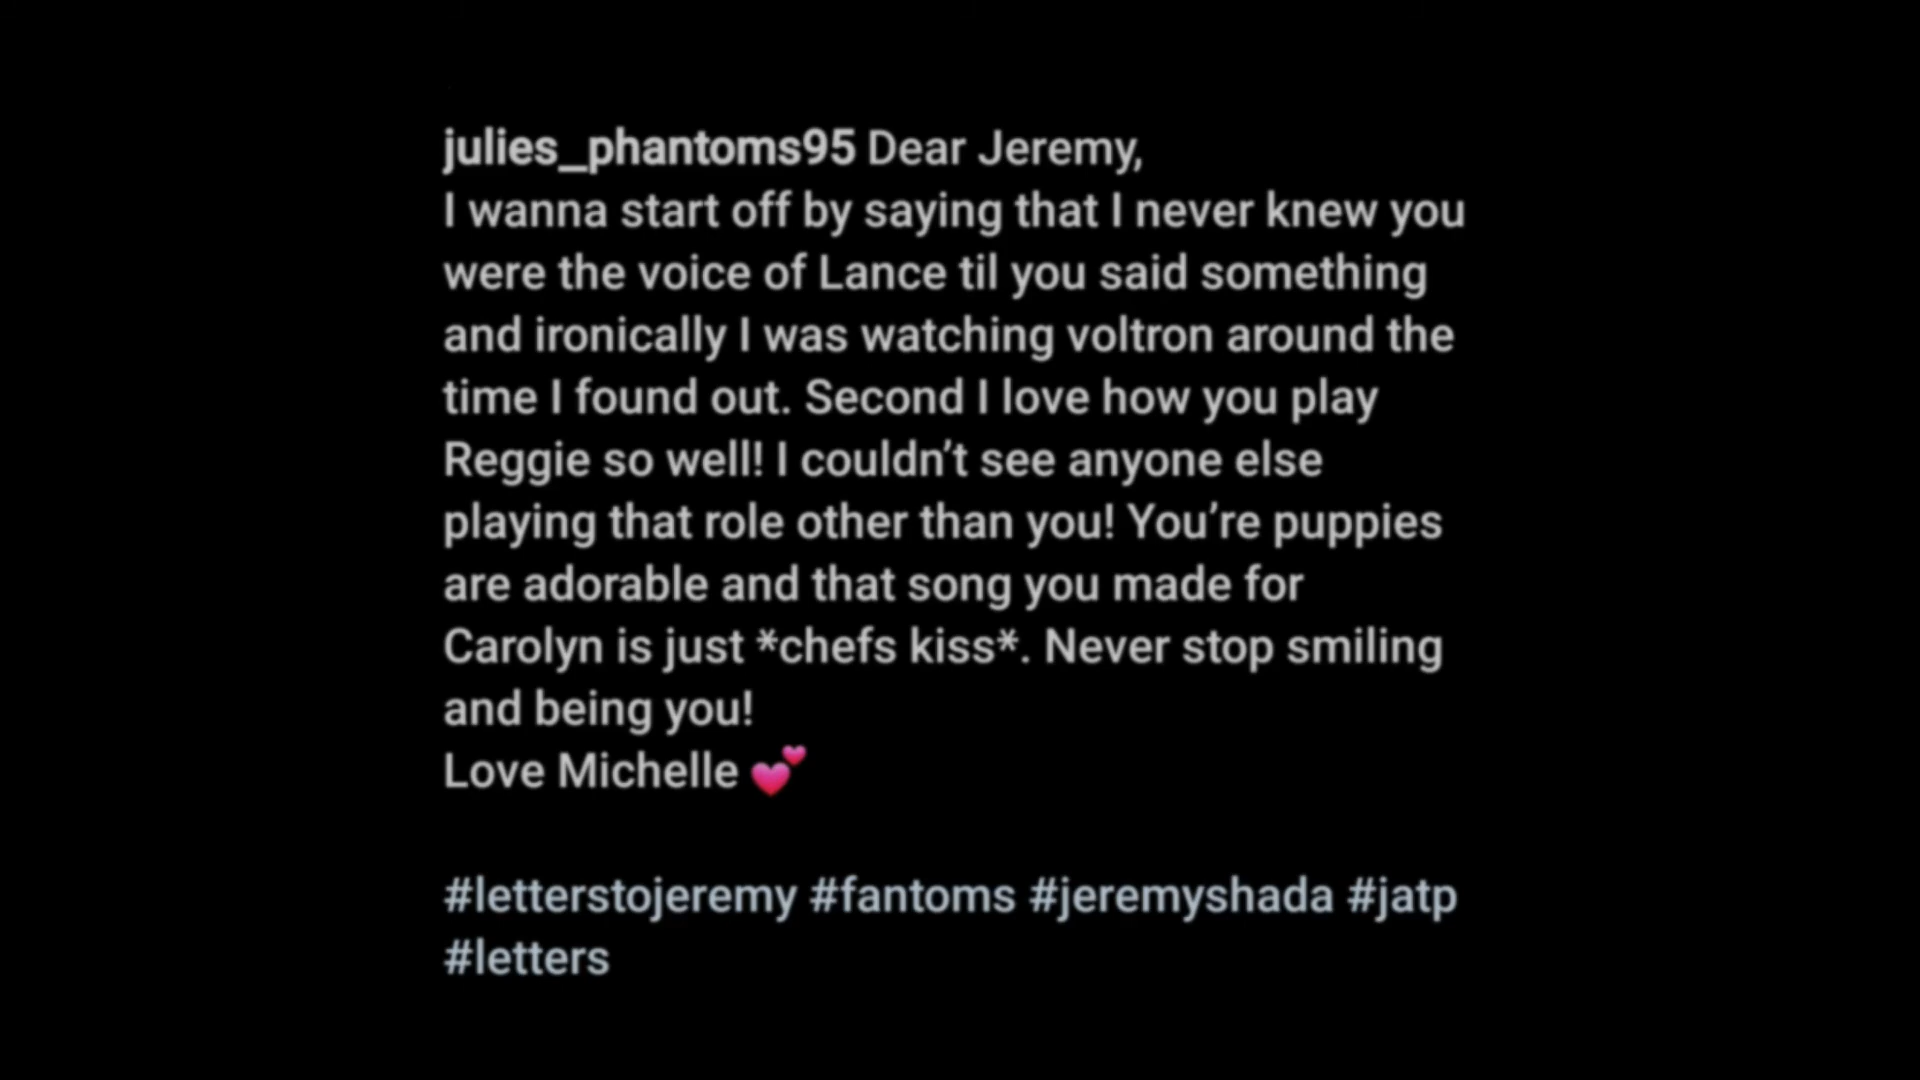 julies_phantoms95 Dear Jeremy,
I wanna start off by saying that I never knew you
were the voice of Lance til you said something
and ironically I was watching voltron around the
time I found out. Second I love how you play
Reggie so well! I couldn’t see anyone else
playing that role other than you! You’re puppies
are adorable and that song you made for
Carolyn is just *chefs kiss*. Never stop smiling
and being you!
Love Michelle 💕
#letterstojeremy #fantoms #jeremyshada #jatp
#letters